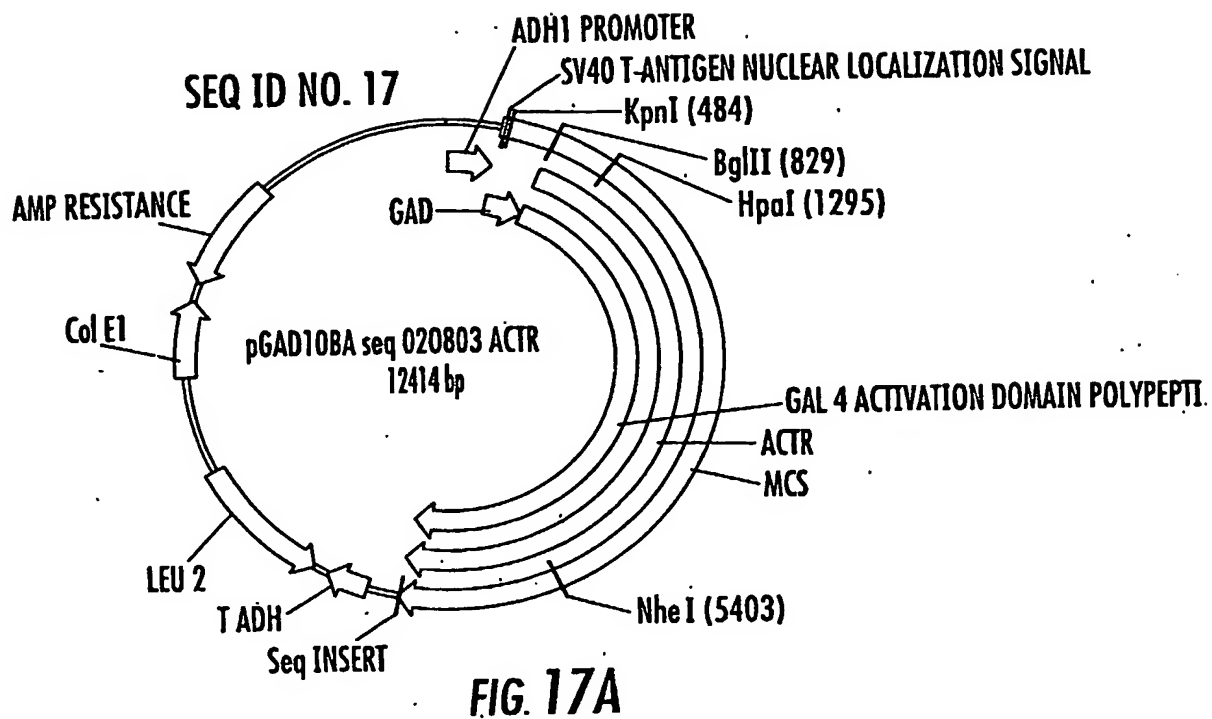 ADH1 PROMOTER
SV40 T-ANTIGEN NUCLEAR LOCALIZATION SIGNAL
SEQ ID NO. 17
KpnI (484)
BglII (829)
HpaI (1295)
AMP RESISTANCE
GAD
Col E1
pGAD10BA seq 020803 ACTR
12414 bp
GAL 4 ACTIVATION DOMAIN POLYPEPTI.
ACTR
MCS
LEU 2
T ADH
Seq INSERT
Nhe I (5403)
FIG. 17A